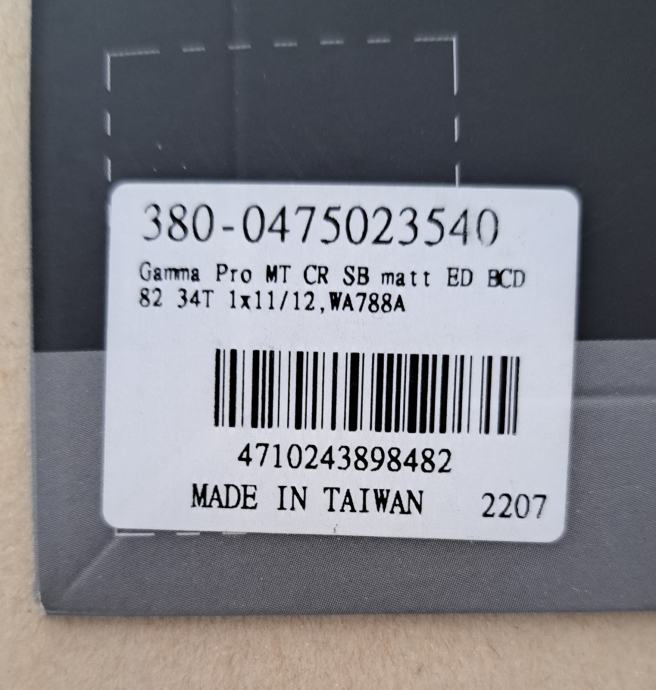 380-0475023540
Gamma Pro MT CR SB matt ED BCD
82 34T 1x11/12,WA788A
4710243898482
MADE IN TAIWAN 2207